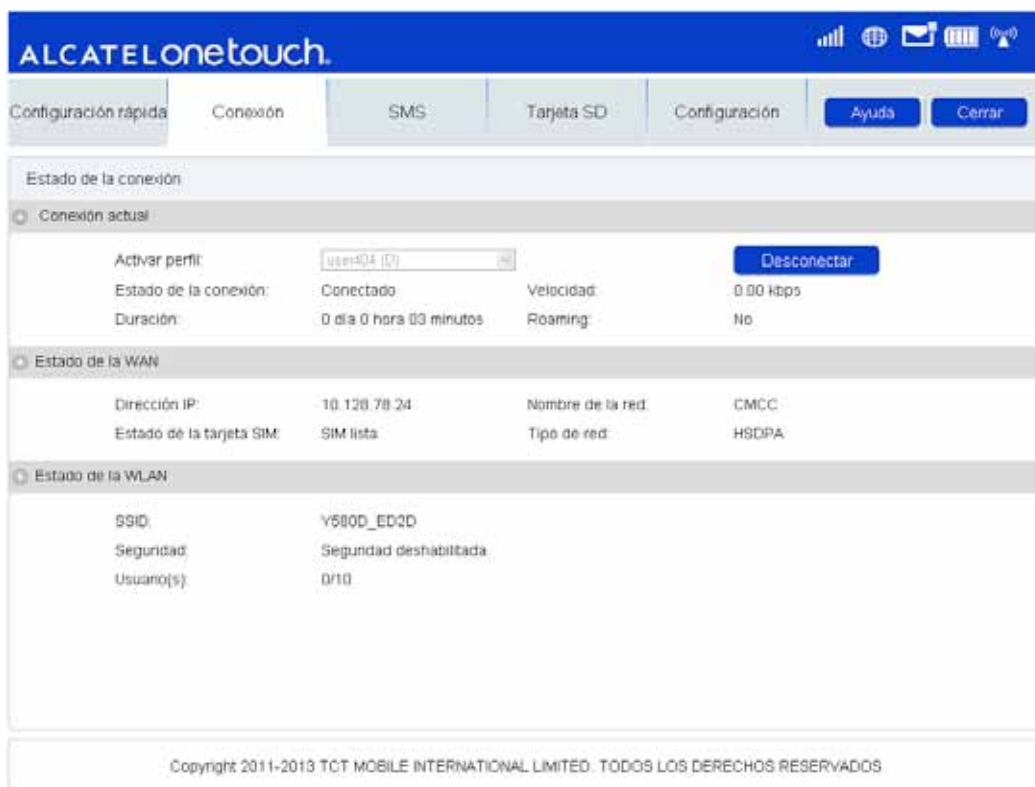 ALCATELonetouch.
Configuración rápida Conexión SMS Tarjeta SD Configuración Ayuda Cerrar
Estado de la conexión
Conexión actual
Activar perfil: user404 (D) Desconectar
Estado de la conexión: Conectado Velocidad: 0.00 kbps
Duración: 0 día 0 hora 03 minutos Roaming: No
Estado de la WAN
Dirección IP: 10.128.78.24 Nombre de la red: CMCC
Estado de la tarjeta SIM: SIM lista Tipo de red: HSDPA
Estado de la WLAN
SSID: Y580D_ED2D
Seguridad: Seguridad deshabilitada
Usuario(s): 0/10
Copyright 2011-2013 TCT MOBILE INTERNATIONAL LIMITED. TODOS LOS DERECHOS RESERVADOS